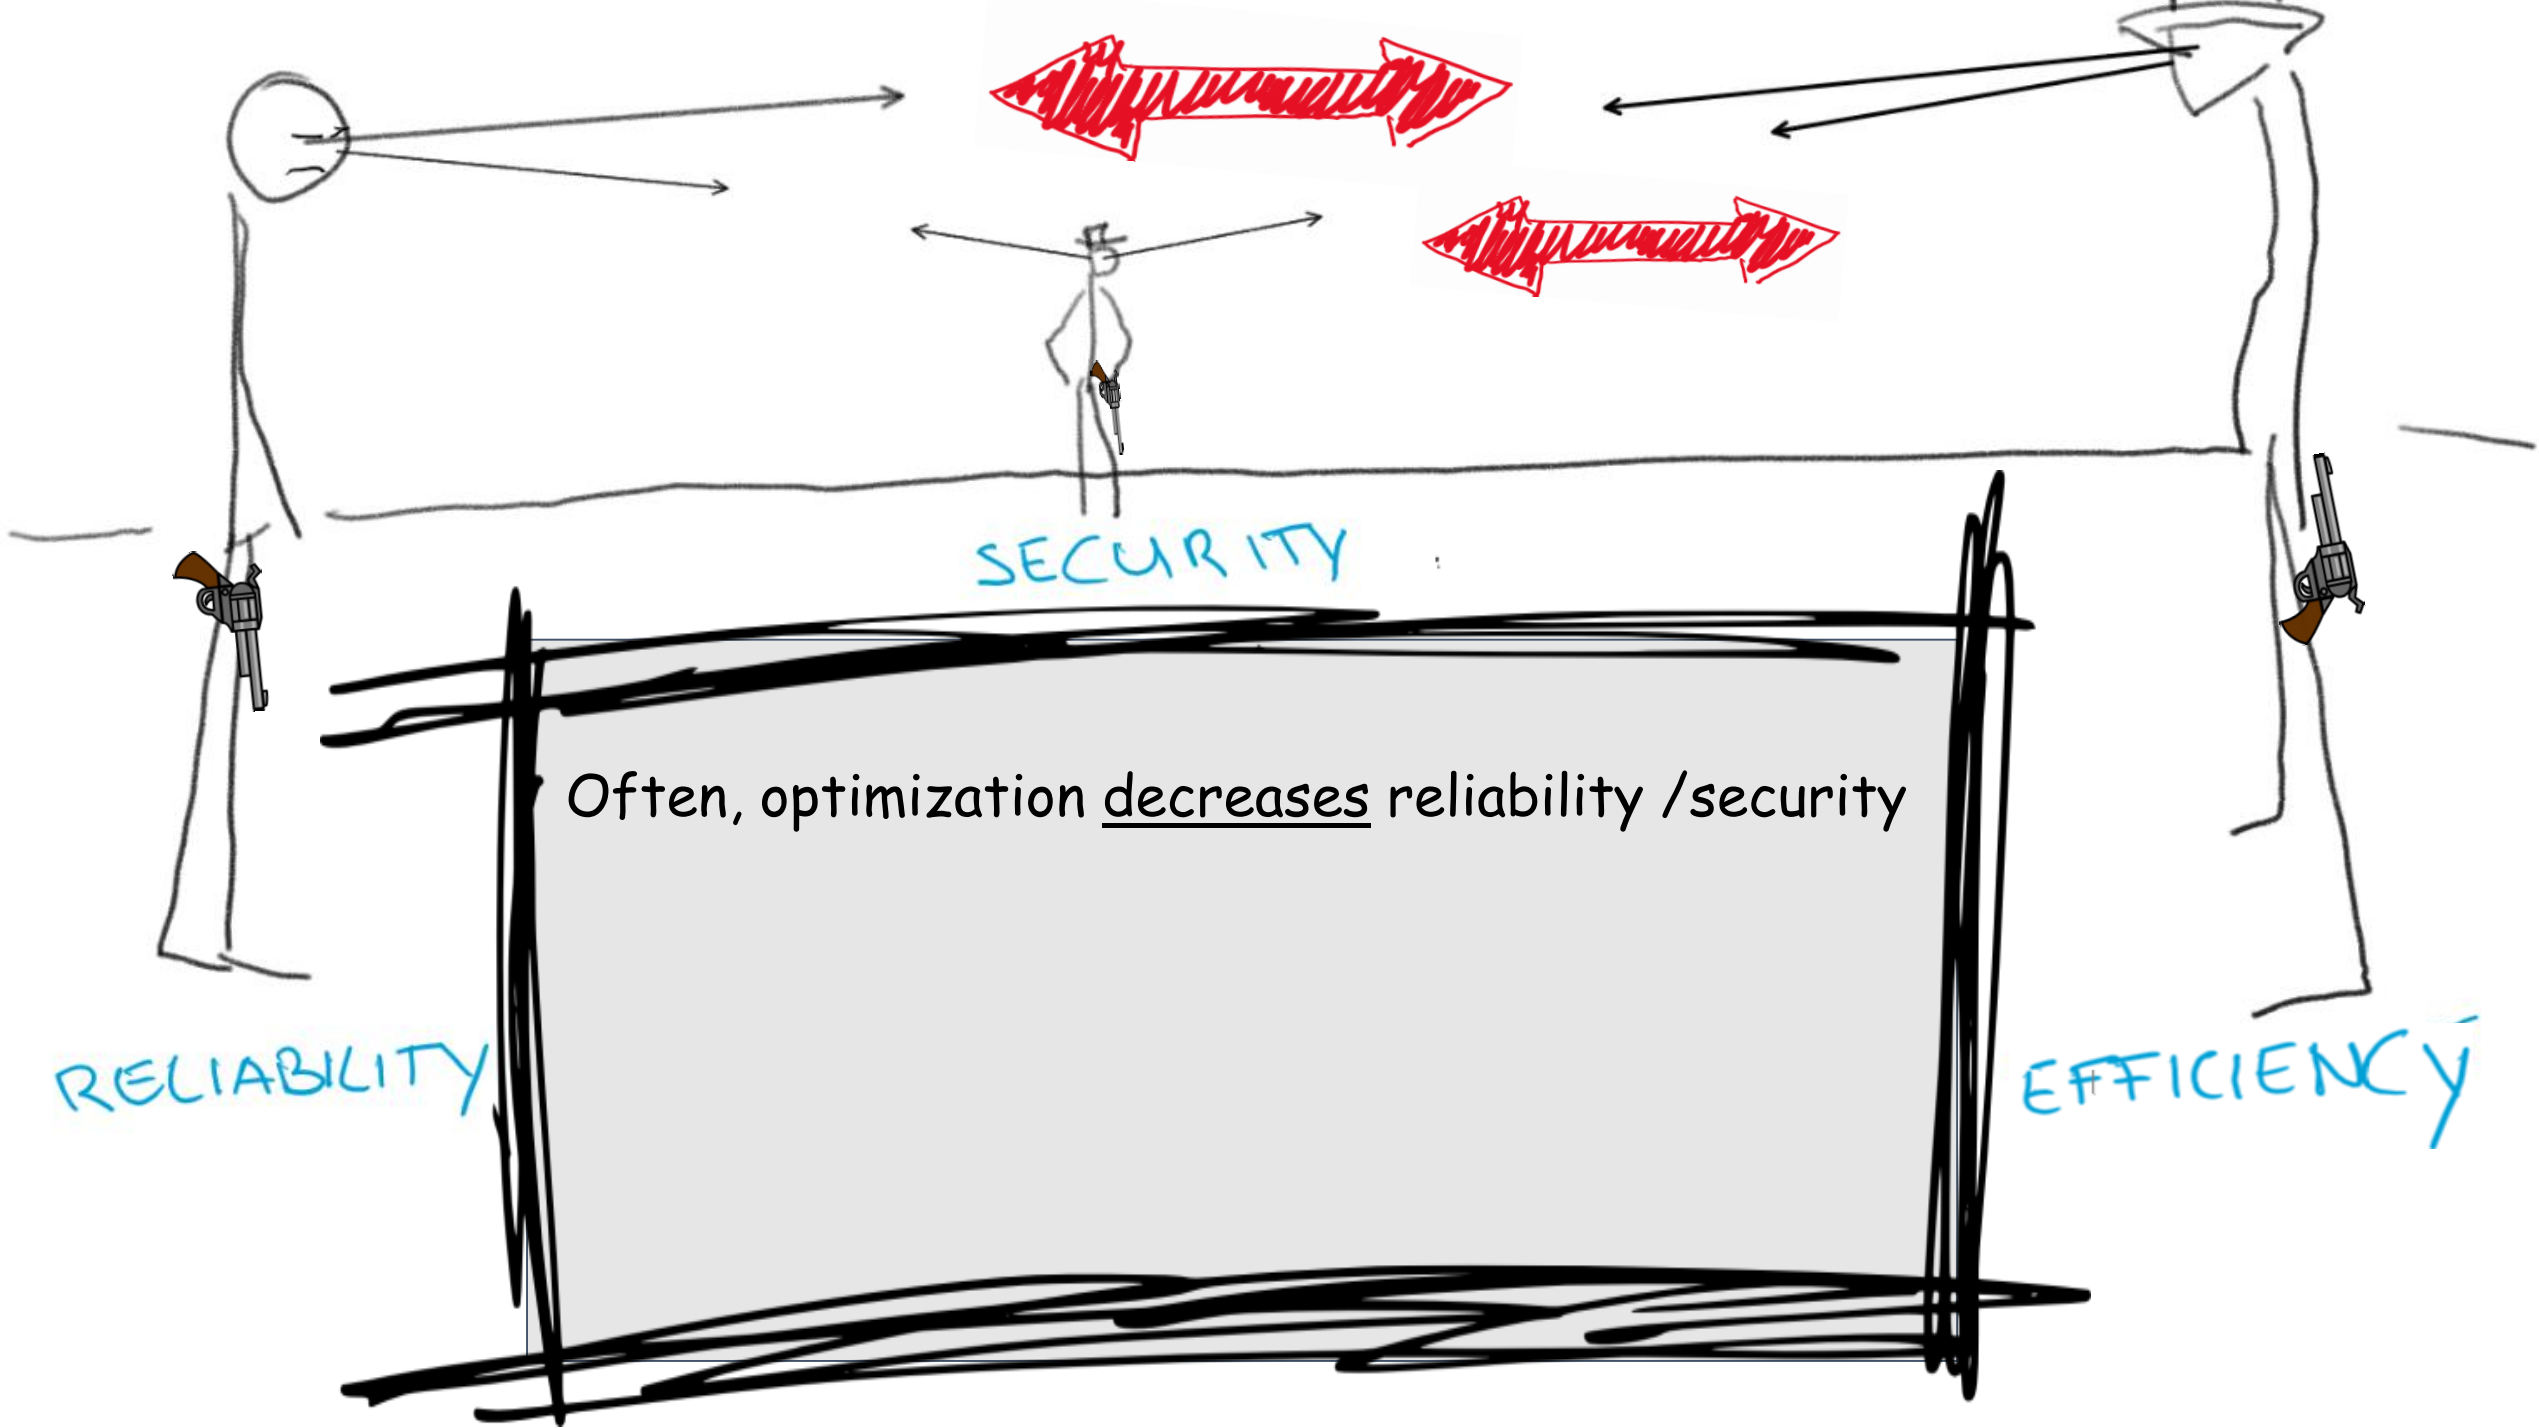 SECURITY
Often, optimization decreases reliability /security
RELIABILITY
EFFICIENCY